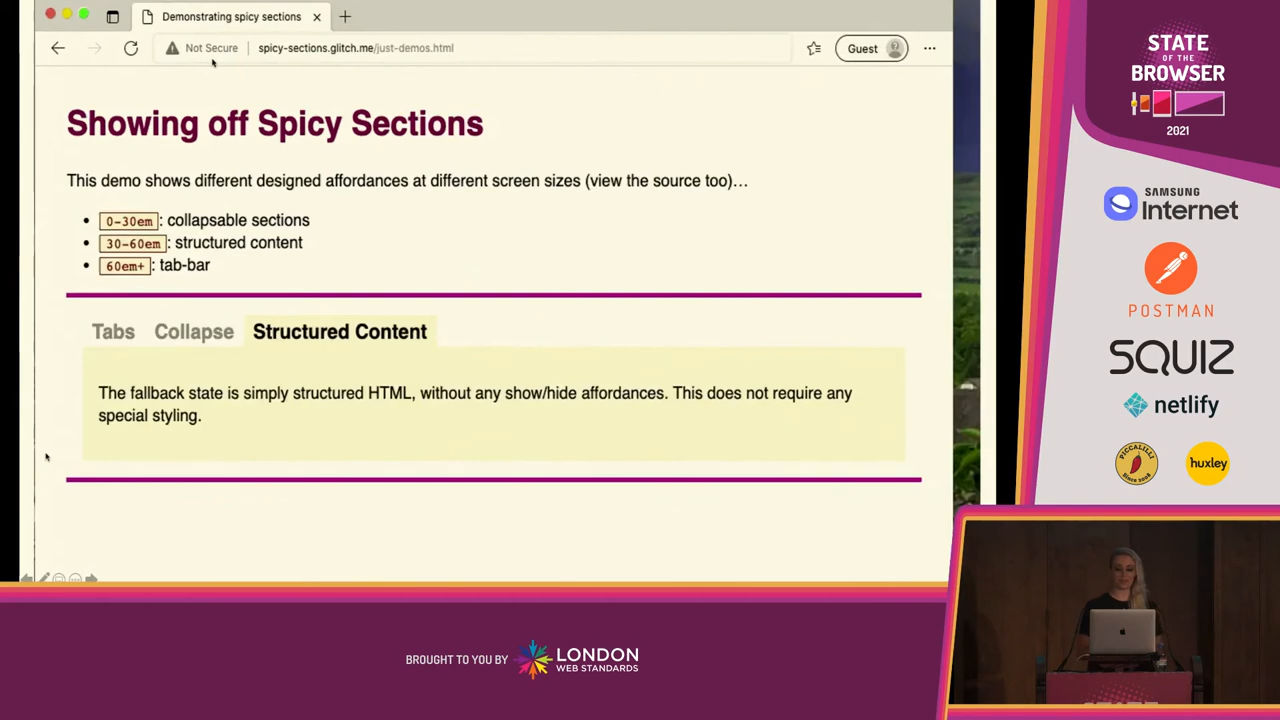 Demonstrating spicy sections
Not Secure
spicy-sections.glitch.me/just-demos.html
Guest
Showing off Spicy Sections
This demo shows different designed affordances at different screen sizes (view the source too)…
0-30em: collapsable sections
30-60em: structured content
60em+: tab-bar
Tabs Collapse Structured Content
The fallback state is simply structured HTML, without any show/hide affordances. This does not require any
special styling.
STATE
OF THE
BROWSER
2021
SAMSUNG
Internet
POSTMAN
SQUIZ
netlify
PICCALILLI
Since 2018
huxley
BROUGHT TO YOU BY
LONDON
WEB STANDARDS